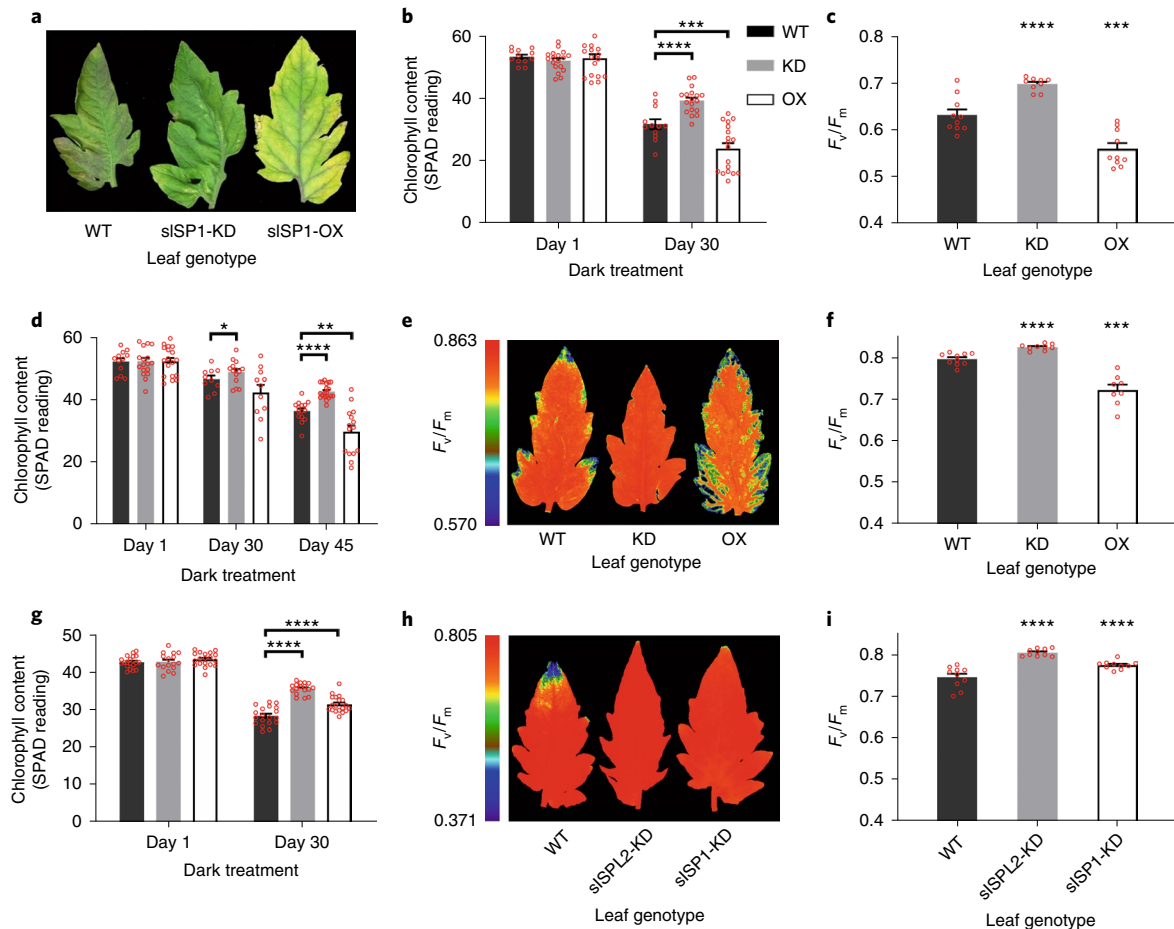 a
WT
slSP1-KD
slSP1-OX
Leaf genotype
b
Chlorophyll content
(SPAD reading)
60
40
20
0
***
****
WT
KD
OX
Day 1
Day 30
Dark treatment
c
Fv/Fm
0.8
0.7
0.6
0.5
0.4
****
***
WT
KD
OX
Leaf genotype
d
Chlorophyll content
(SPAD reading)
60
40
20
0
*
**
****
Day 1
Day 30
Day 45
Dark treatment
e
0.863
Fv/Fm
0.570
WT
KD
OX
Leaf genotype
f
Fv/Fm
0.9
0.8
0.7
0.6
0.5
0.4
****
***
WT
KD
OX
Leaf genotype
g
Chlorophyll content
(SPAD reading)
50
40
30
20
10
0
****
****
Day 1
Day 30
Dark treatment
h
0.805
Fv/Fm
0.371
WT
slSPL2-KD
slSP1-KD
Leaf genotype
i
Fv/Fm
0.9
0.8
0.7
0.6
0.5
0.4
****
****
WT
slSPL2-KD
slSP1-KD
Leaf genotype